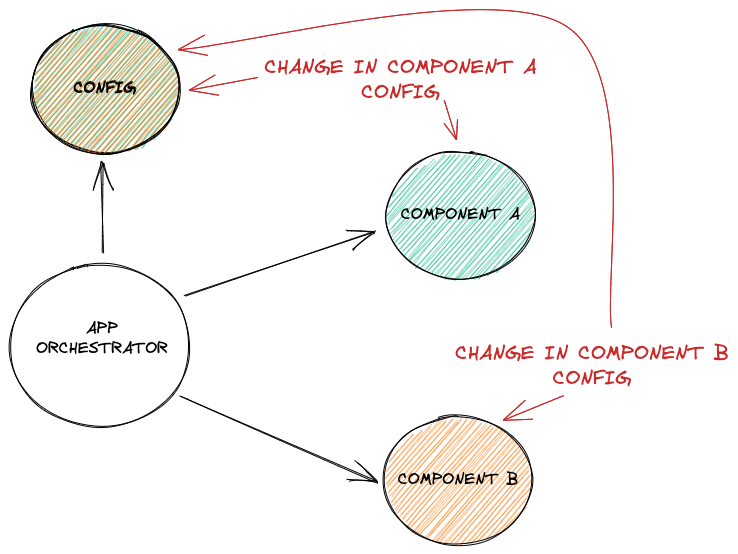 CONFIG
CHANGE IN COMPONENT A
CONFIG
COMPONENT A
APP
ORCHESTRATOR
CHANGE IN COMPONENT B
CONFIG
COMPONENT B